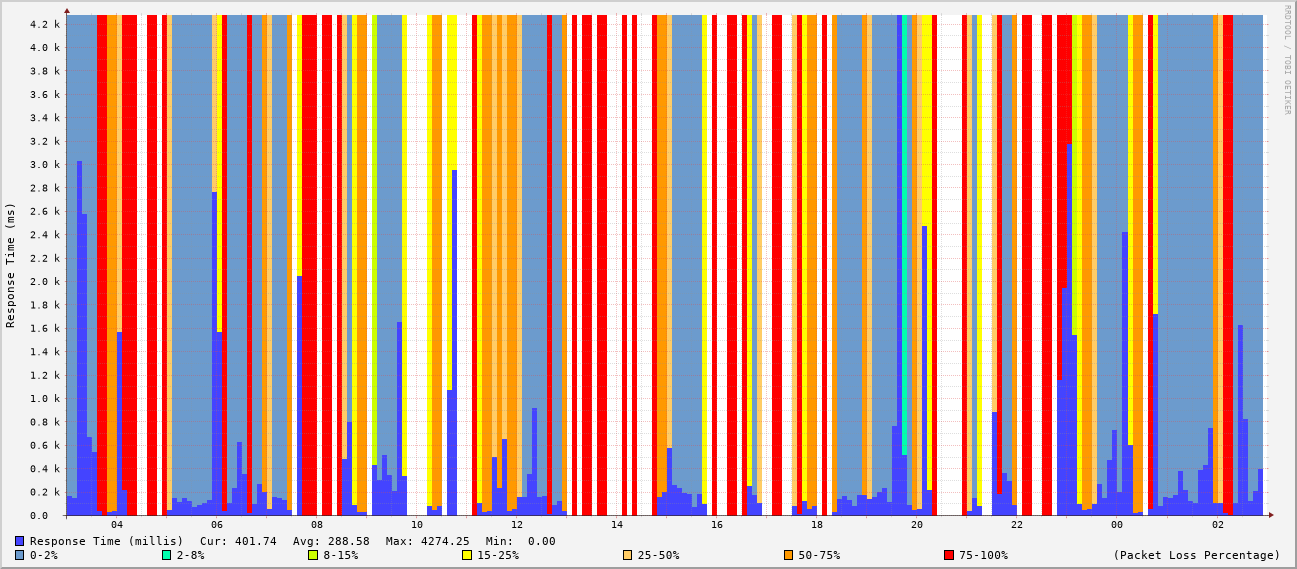 4.2 k
4.0 k
3.8 k
3.6 k
3.4 k
3.2 k
3.0 k
2.8 k
2.6 k
2.4 k
2.2 k
2.0 k
1.8 k
1.6 k
1.4 k
1.2 k
1.0 k
0.8 k
0.6 k
0.4 k
0.2 k
0.0
Response Time (ms)
RRDTOOL / TOBI OETIKER
04 06 08 10 12 14 16 18 20 22 00 02
Response Time (millis) Cur: 401.74 Avg: 288.58 Max: 4274.25 Min: 0.00
0-2% 2-8% 8-15% 15-25% 25-50% 50-75% 75-100% (Packet Loss Percentage)